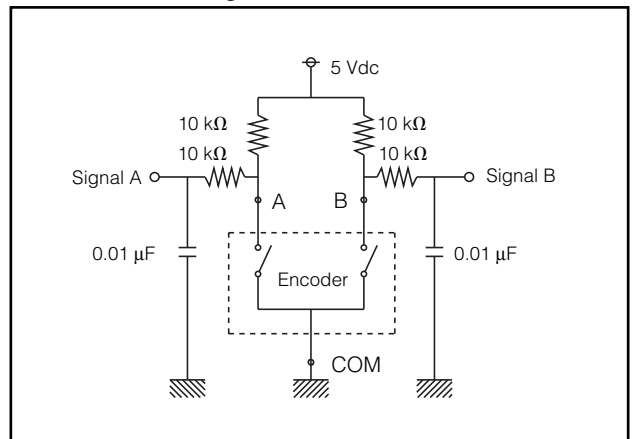 5 Vdc
10 kΩ 10 kΩ
10 kΩ 10 kΩ
Signal A Signal B
A B
0.01 μF Encoder 0.01 μF
COM